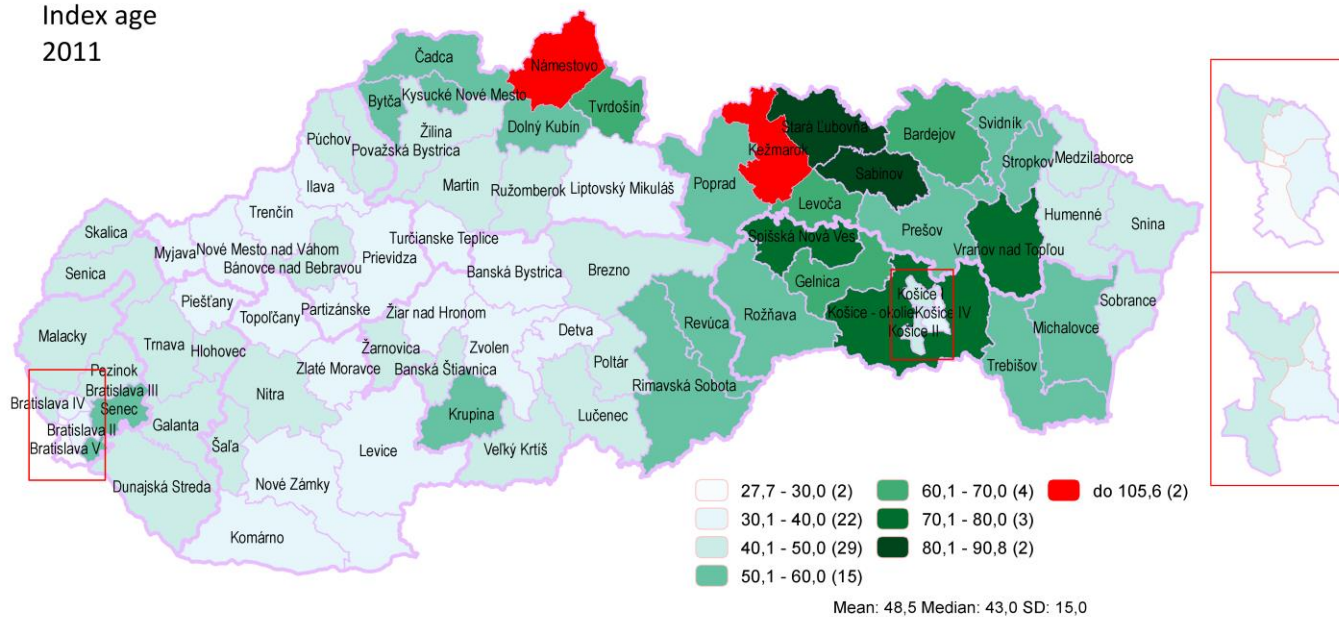 Index age
2011
Čadca
Námestovo
Bytča
Kysucké Nové Mesto
Tvrdošín
Stará Ľubovňa
Bardejov
Svidník
Púchov
Žilina
Dolný Kubín
Považská Bystrica
Kežmarok
Stropkov
Medzilaborce
Ilava
Martin
Ružomberok
Liptovský Mikuláš
Poprad
Sabinov
Levoča
Humenné
Snina
Trenčín
Prešov
Skalica
Myjava
Nové Mesto nad Váhom
Turčianske Teplice
Spišská Nová Ves
Vranov nad Topľou
Senica
Bánovce nad Bebravou
Prievidza
Banská Bystrica
Brezno
Gelnica
Piešťany
Partizánske
Košice I
Sobrance
Malacky
Topoľčany
Žiar nad Hronom
Detva
Revúca
Rožňava
Košice - okolie
Košice IV
Michalovce
Trnava
Hlohovec
Žarnovica
Zvolen
Poltár
Košice II
Pezinok
Zlaté Moravce
Banská Štiavnica
Rimavská Sobota
Trebišov
Bratislava III
Nitra
Bratislava IV
Senec
Krupina
Lučenec
Bratislava II
Galanta
Bratislava V
Šaľa
Levice
Veľký Krtíš
Dunajská Streda
Nové Zámky
Komárno
27,7 - 30,0 (2)
30,1 - 40,0 (22)
40,1 - 50,0 (29)
50,1 - 60,0 (15)
60,1 - 70,0 (4)
70,1 - 80,0 (3)
80,1 - 90,8 (2)
do 105,6 (2)
Mean: 48,5 Median: 43,0 SD: 15,0